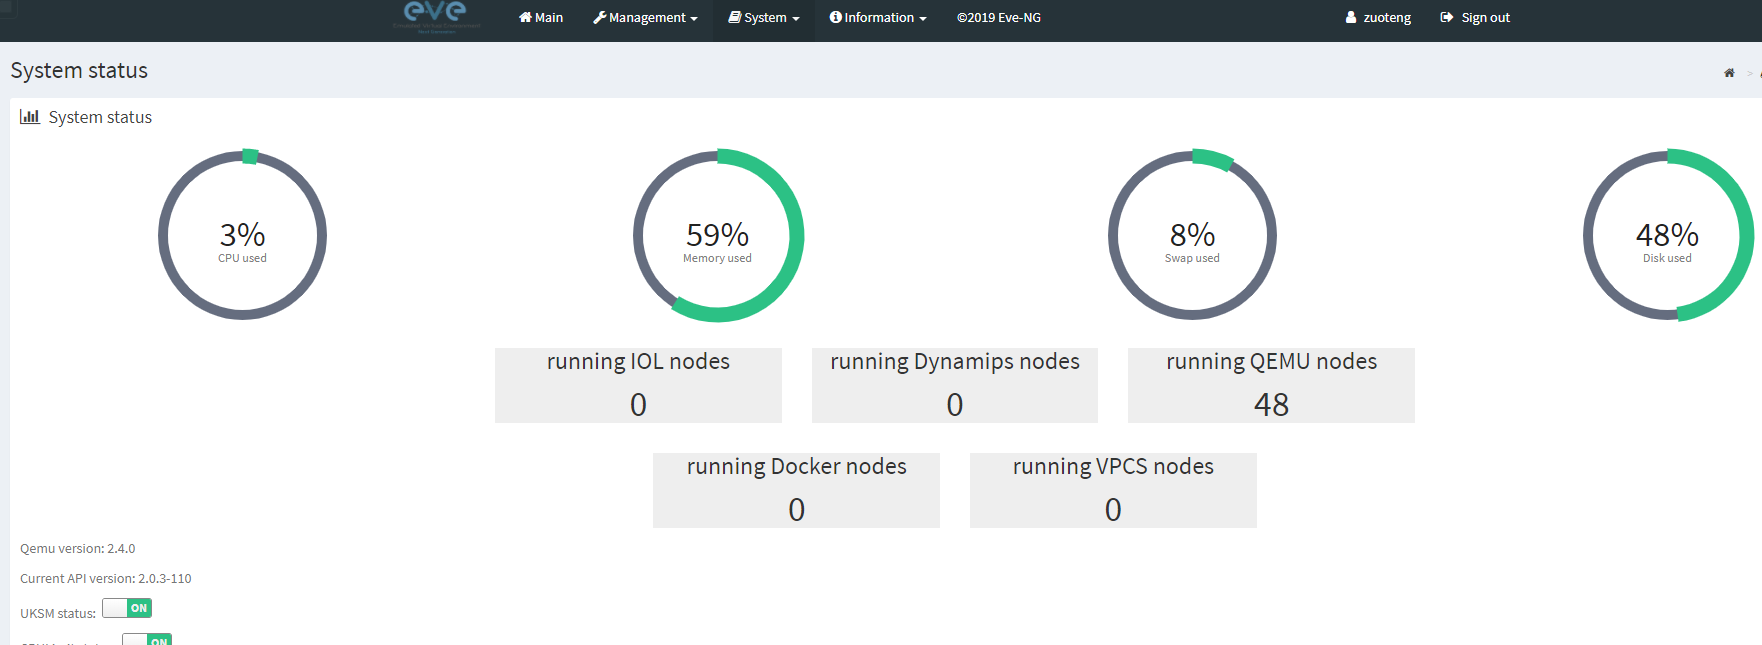 eve
Main Management System Information ©2019 Eve-NG zuoteng Sign out
System status
>
System status
3%
CPU used
59%
Memory used
8%
Swap used
48%
Disk used
running IOL nodes
0
running Dynamips nodes
0
running QEMU nodes
48
running Docker nodes
0
running VPCS nodes
0
Qemu version: 2.4.0
Current API version: 2.0.3-110
UKSM status: ON
ON